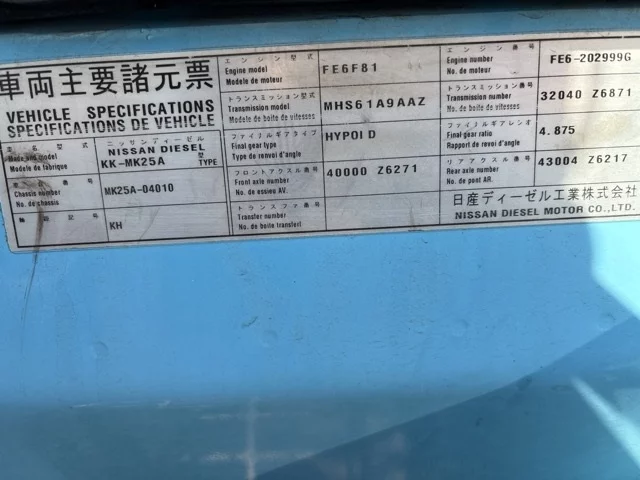 車両主要諸元票
VEHICLE SPECIFICATIONS
SPECIFICATIONS DE VEHICLE
車名型式
Make and model
Modele de fabrique
ニッサンディーゼル
NISSAN DIESEL
KK-MK25A 型 TYPE
Chassis number
No. de chassis
MK25A-04010
KH
エンジン型式
Engine model
Modele de moteur
FE6F81
トランスミッション型式
Transmission model
Modele de boite de vitesses
MHS61A9AAZ
ファイナルギアタイプ
Final gear type
Type de renvoi d'angle
HYPOID
フロントアクスル番号
Front axle number
No. de essieu AV.
40000 Z6271
トランスファ番号
Transfer number
No. de boite transfert
エンジン番号
Engine number
No. de moteur
FE6-202999G
トランスミッション番号
Transmission number
No. de boite de vitesses
32040 Z6871
ファイナルギアレシオ
Final gear ratio
Rapport de renvoi d'angle
4.875
リアアクスル番号
Rear axle number
No. de pont AR.
43004 Z6217
日産ディーゼル工業株式会社
NISSAN DIESEL MOTOR CO.,LTD.